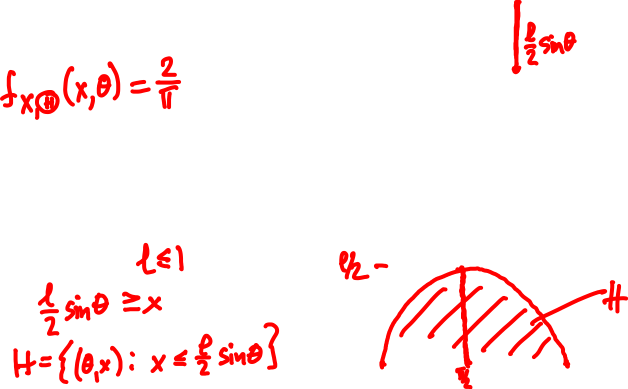 ℓ/2 sinθ
f_{X,Θ}(x,θ) = 2/π
ℓ ≤ 1
ℓ/2 sinθ ≥ x
H = {(θ,x) : x ≤ ℓ/2 sinθ}
ℓ/2 -
H
π/2